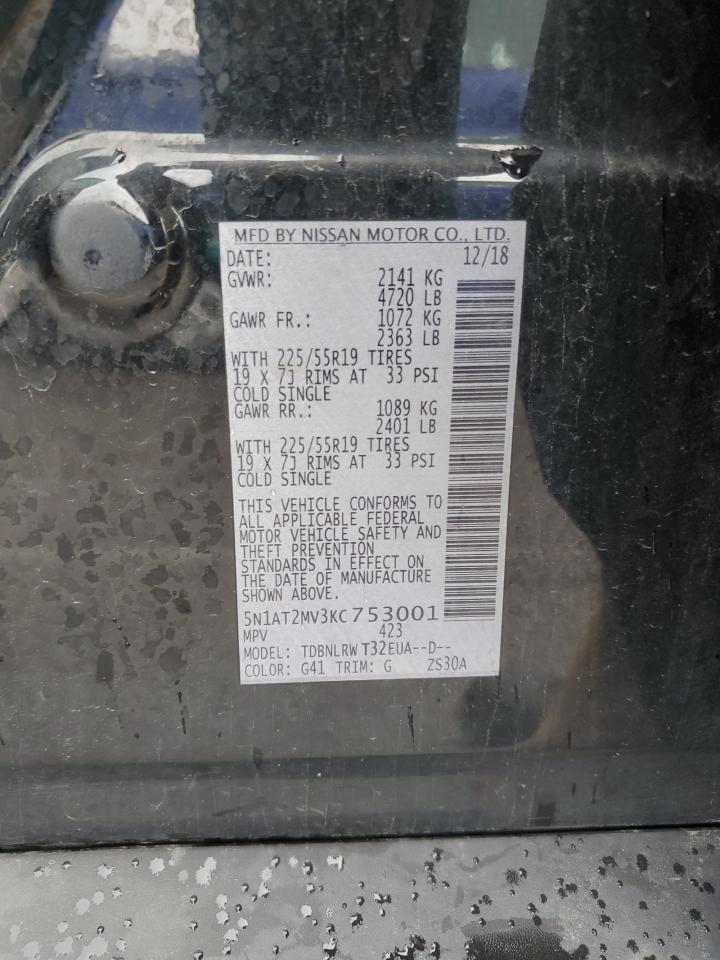 MFD BY NISSAN MOTOR CO., LTD.
DATE: 12/18
GVWR: 2141 KG
4720 LB
GAWR FR.: 1072 KG
2363 LB
WITH 225/55R19 TIRES
19 X 7J RIMS AT 33 PSI
COLD SINGLE
GAWR RR.: 1089 KG
2401 LB
WITH 225/55R19 TIRES
19 X 7J RIMS AT 33 PSI
COLD SINGLE
THIS VEHICLE CONFORMS TO
ALL APPLICABLE FEDERAL
MOTOR VEHICLE SAFETY AND
THEFT PREVENTION
STANDARDS IN EFFECT ON
THE DATE OF MANUFACTURE
SHOWN ABOVE.
5N1AT2MV3KC753001
MPV 423
MODEL: TDBNLRW T32EUA--D--
COLOR: G41 TRIM: G ZS30A